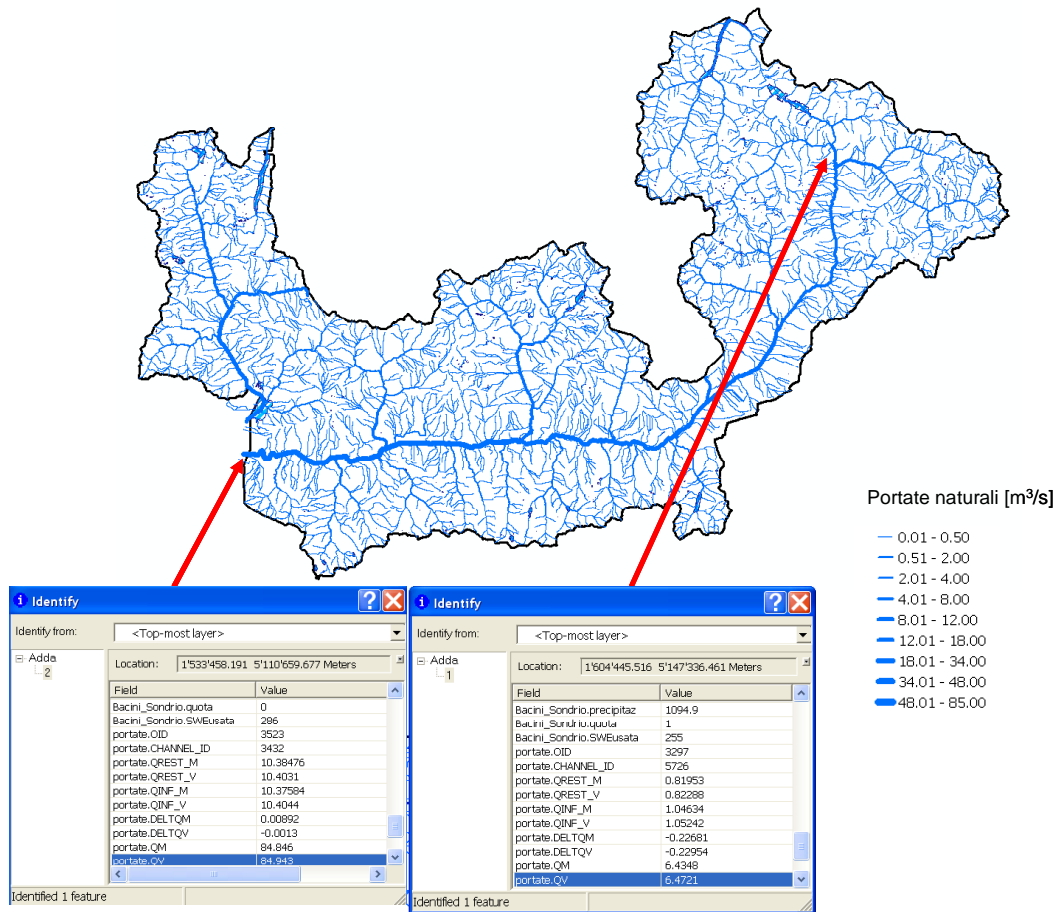 Portate naturali [m³/s]
0.01 - 0.50
0.51 - 2.00
2.01 - 4.00
4.01 - 8.00
8.01 - 12.00
12.01 - 18.00
18.01 - 34.00
34.01 - 48.00
48.01 - 85.00
Identify
Identify from: <Top-most layer>
Adda
2
Location: 1'533'458.191 5'110'659.677 Meters
Field Value
Bacini_Sondrio.quota 0
Bacini_Sondrio.SWEusata 286
portate.OID 3523
portate.CHANNEL_ID 3432
portate.QREST_M 10.38476
portate.QREST_V 10.4031
portate.QINF_M 10.37584
portate.QINF_V 10.4044
portate.DELTQM 0.00892
portate.DELTQV -0.0013
portate.QM 84.846
portate.QV 84.943
Identified 1 feature
Identify
Identify from: <Top-most layer>
Adda
1
Location: 1'604'445.516 5'147'336.461 Meters
Field Value
Bacini_Sondrio.precipitaz 1094.9
Bacini_Sondrio.quota 1
Bacini_Sondrio.SWEusata 255
portate.OID 3297
portate.CHANNEL_ID 5726
portate.QREST_M 0.81953
portate.QREST_V 0.82288
portate.QINF_M 1.04634
portate.QINF_V 1.05242
portate.DELTQM -0.22681
portate.DELTQV -0.22954
portate.QM 6.4348
portate.QV 6.4721
Identified 1 feature